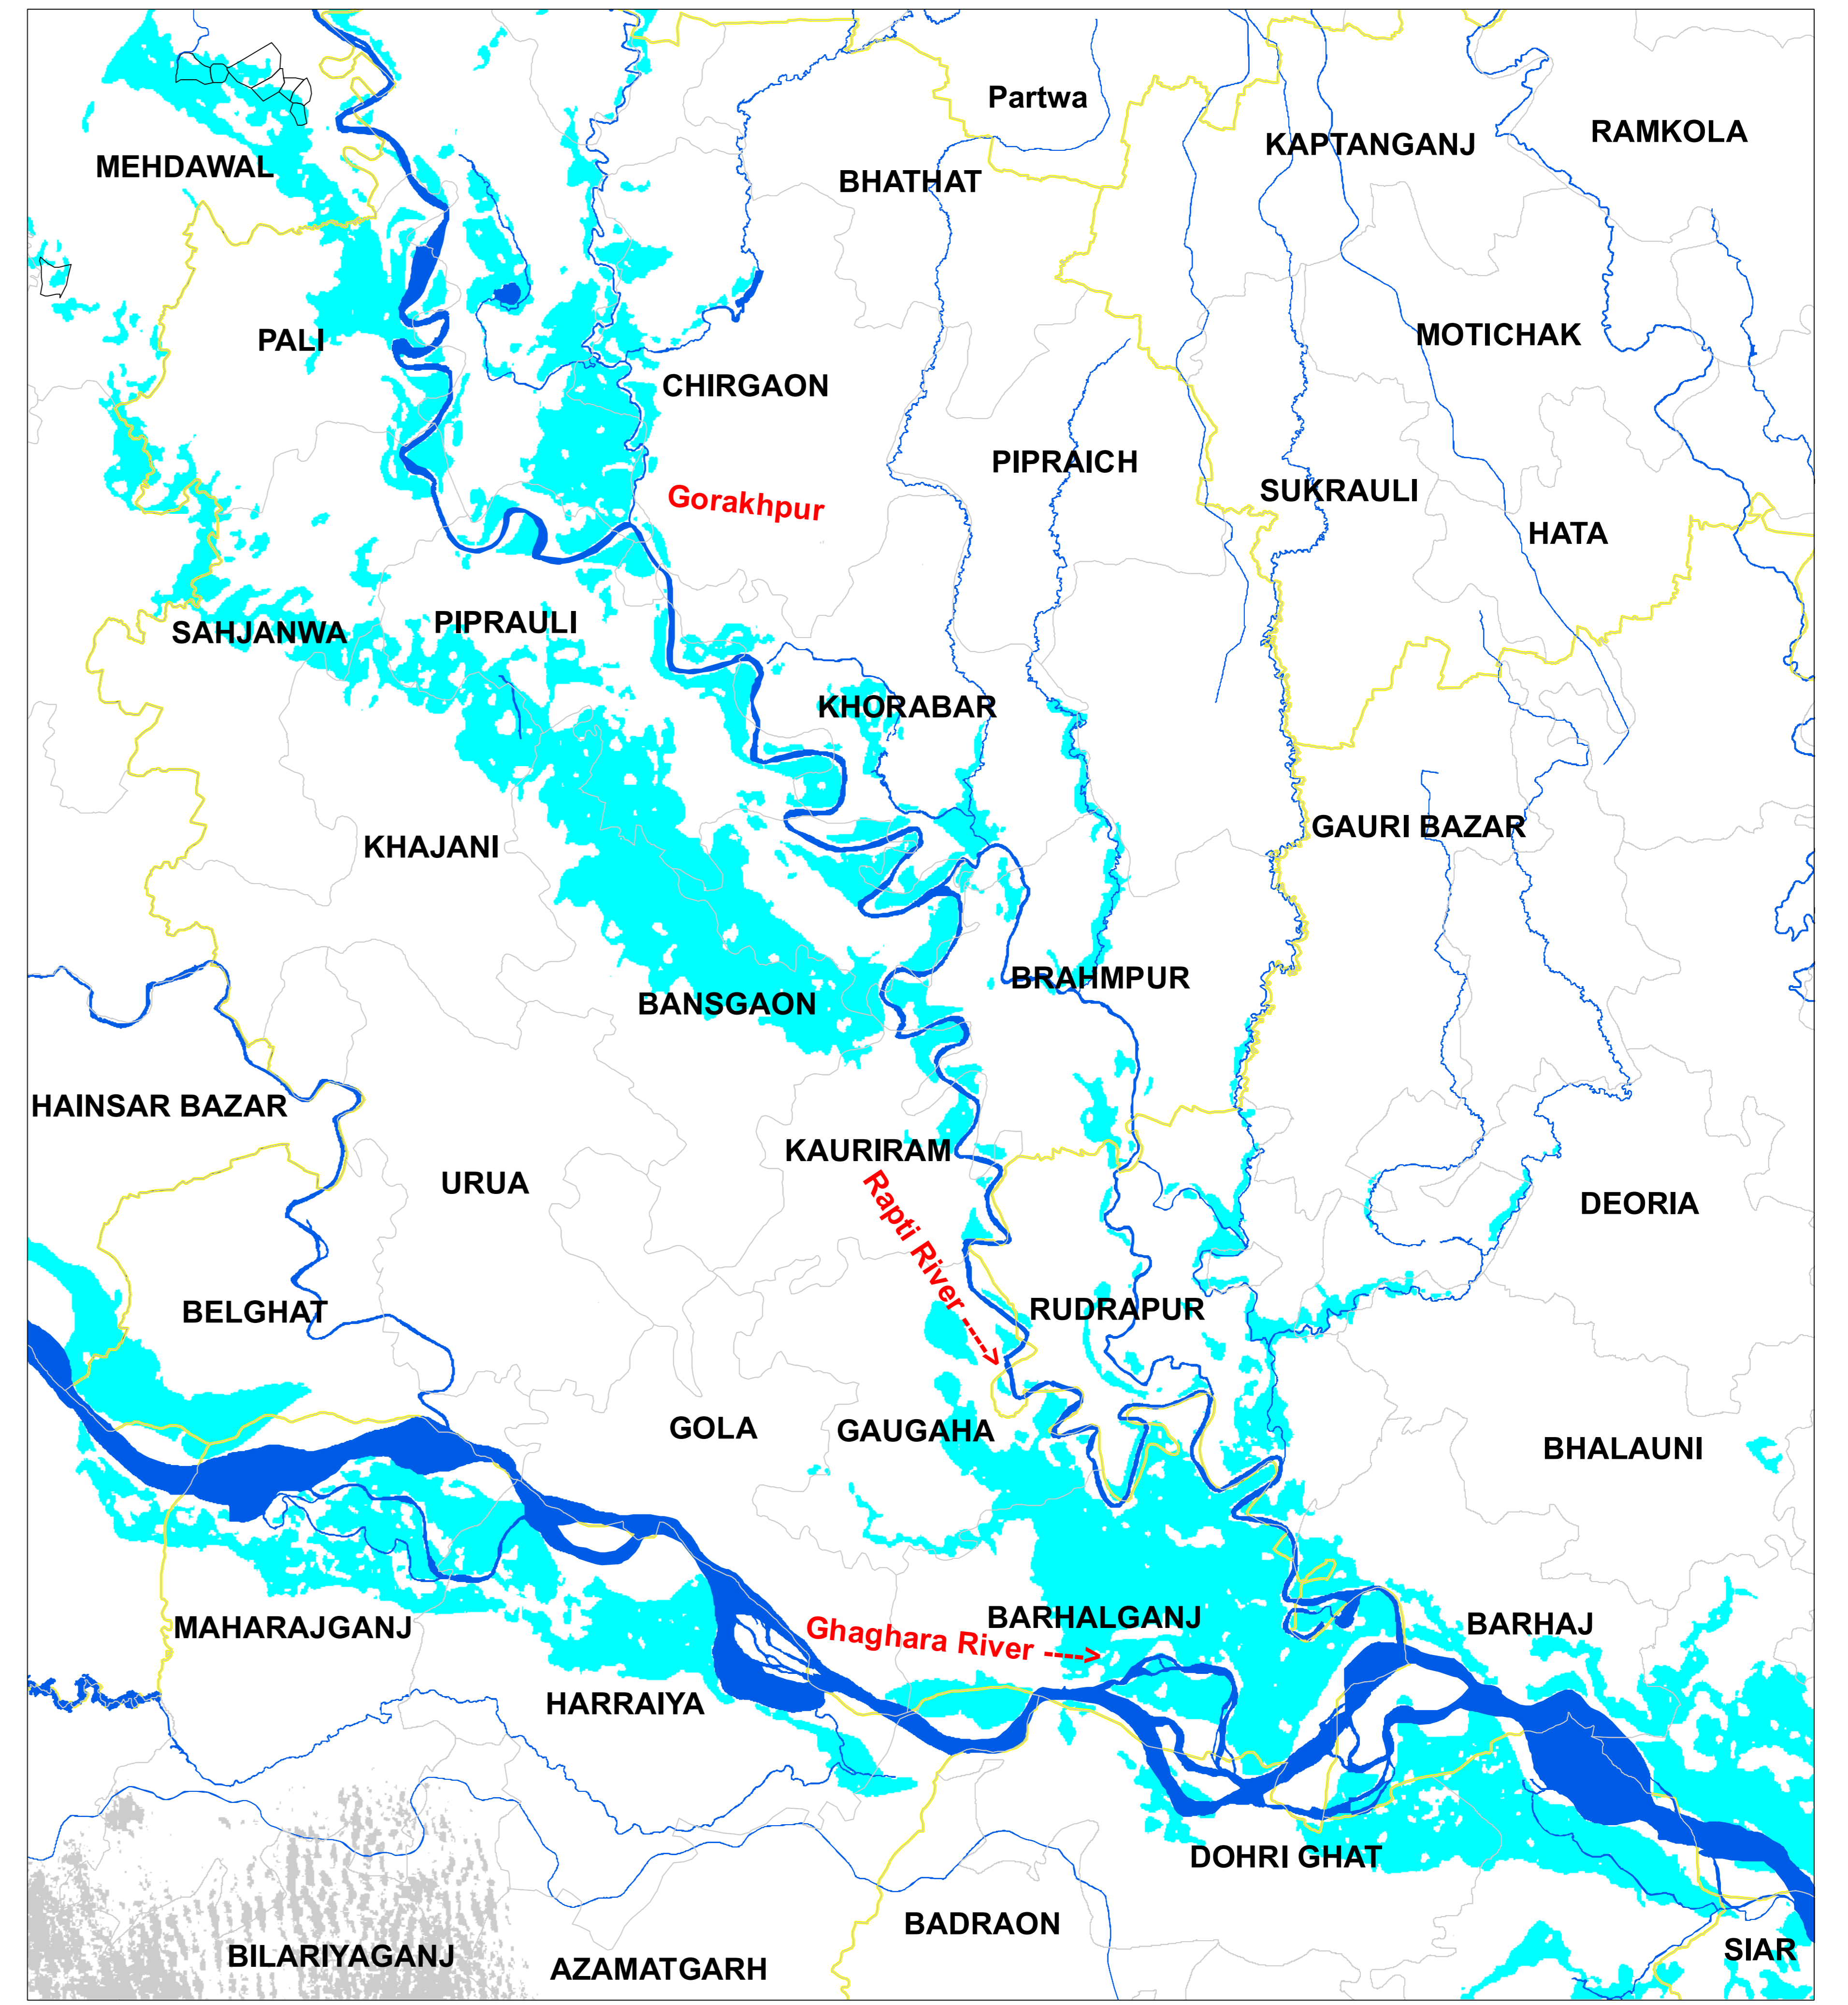 Partwa
RAMKOLA
KAPTANGANJ
MEHDAWAL
BHATHAT
MOTICHAK
PALI
CHIRGAON
PIPRAICH
SUKRAULI
Gorakhpur
HATA
PIPRAULI
SAHJANWA
KHORABAR
GAURI BAZAR
KHAJANI
BRAHMPUR
BANSGAON
HAINSAR BAZAR
KAURIRAM
URUA
DEORIA
Rapti River ---->
RUDRAPUR
BELGHAT
GOLA
GAUGAHA
BHALAUNI
BARHALGANJ
MAHARAJGANJ
BARHAJ
Ghaghara River ---->
HARRAIYA
DOHRI GHAT
BADRAON
SIAR
BILARIYAGANJ
AZAMATGARH